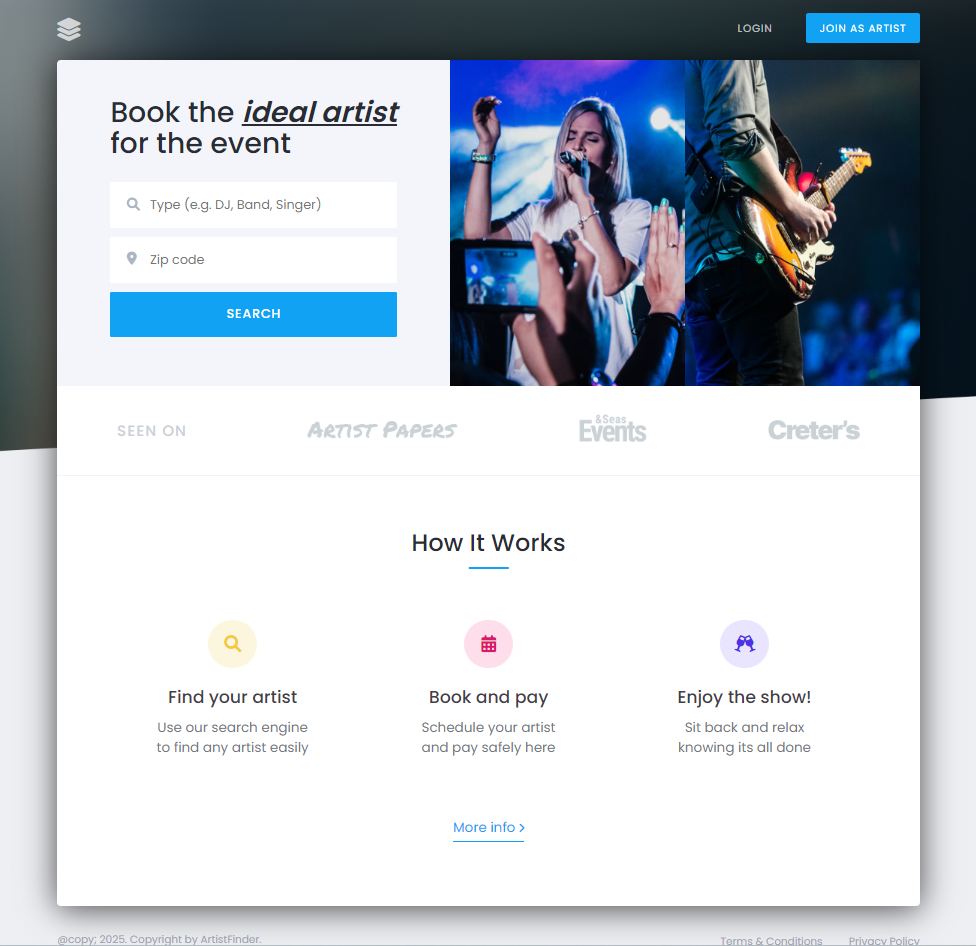 LOGIN
JOIN AS ARTIST
Book the ideal artist
for the event
Type (e.g. DJ, Band, Singer)
Zip code
SEARCH
SEEN ON
Artist Papers
&Seas
Events
Creter's
How It Works
Find your artist
Use our search engine
to find any artist easily
Book and pay
Schedule your artist
and pay safely here
Enjoy the show!
Sit back and relax
knowing its all done
More info
@copy; 2025. Copyright by ArtistFinder.
Terms & Conditions
Privacy Policy